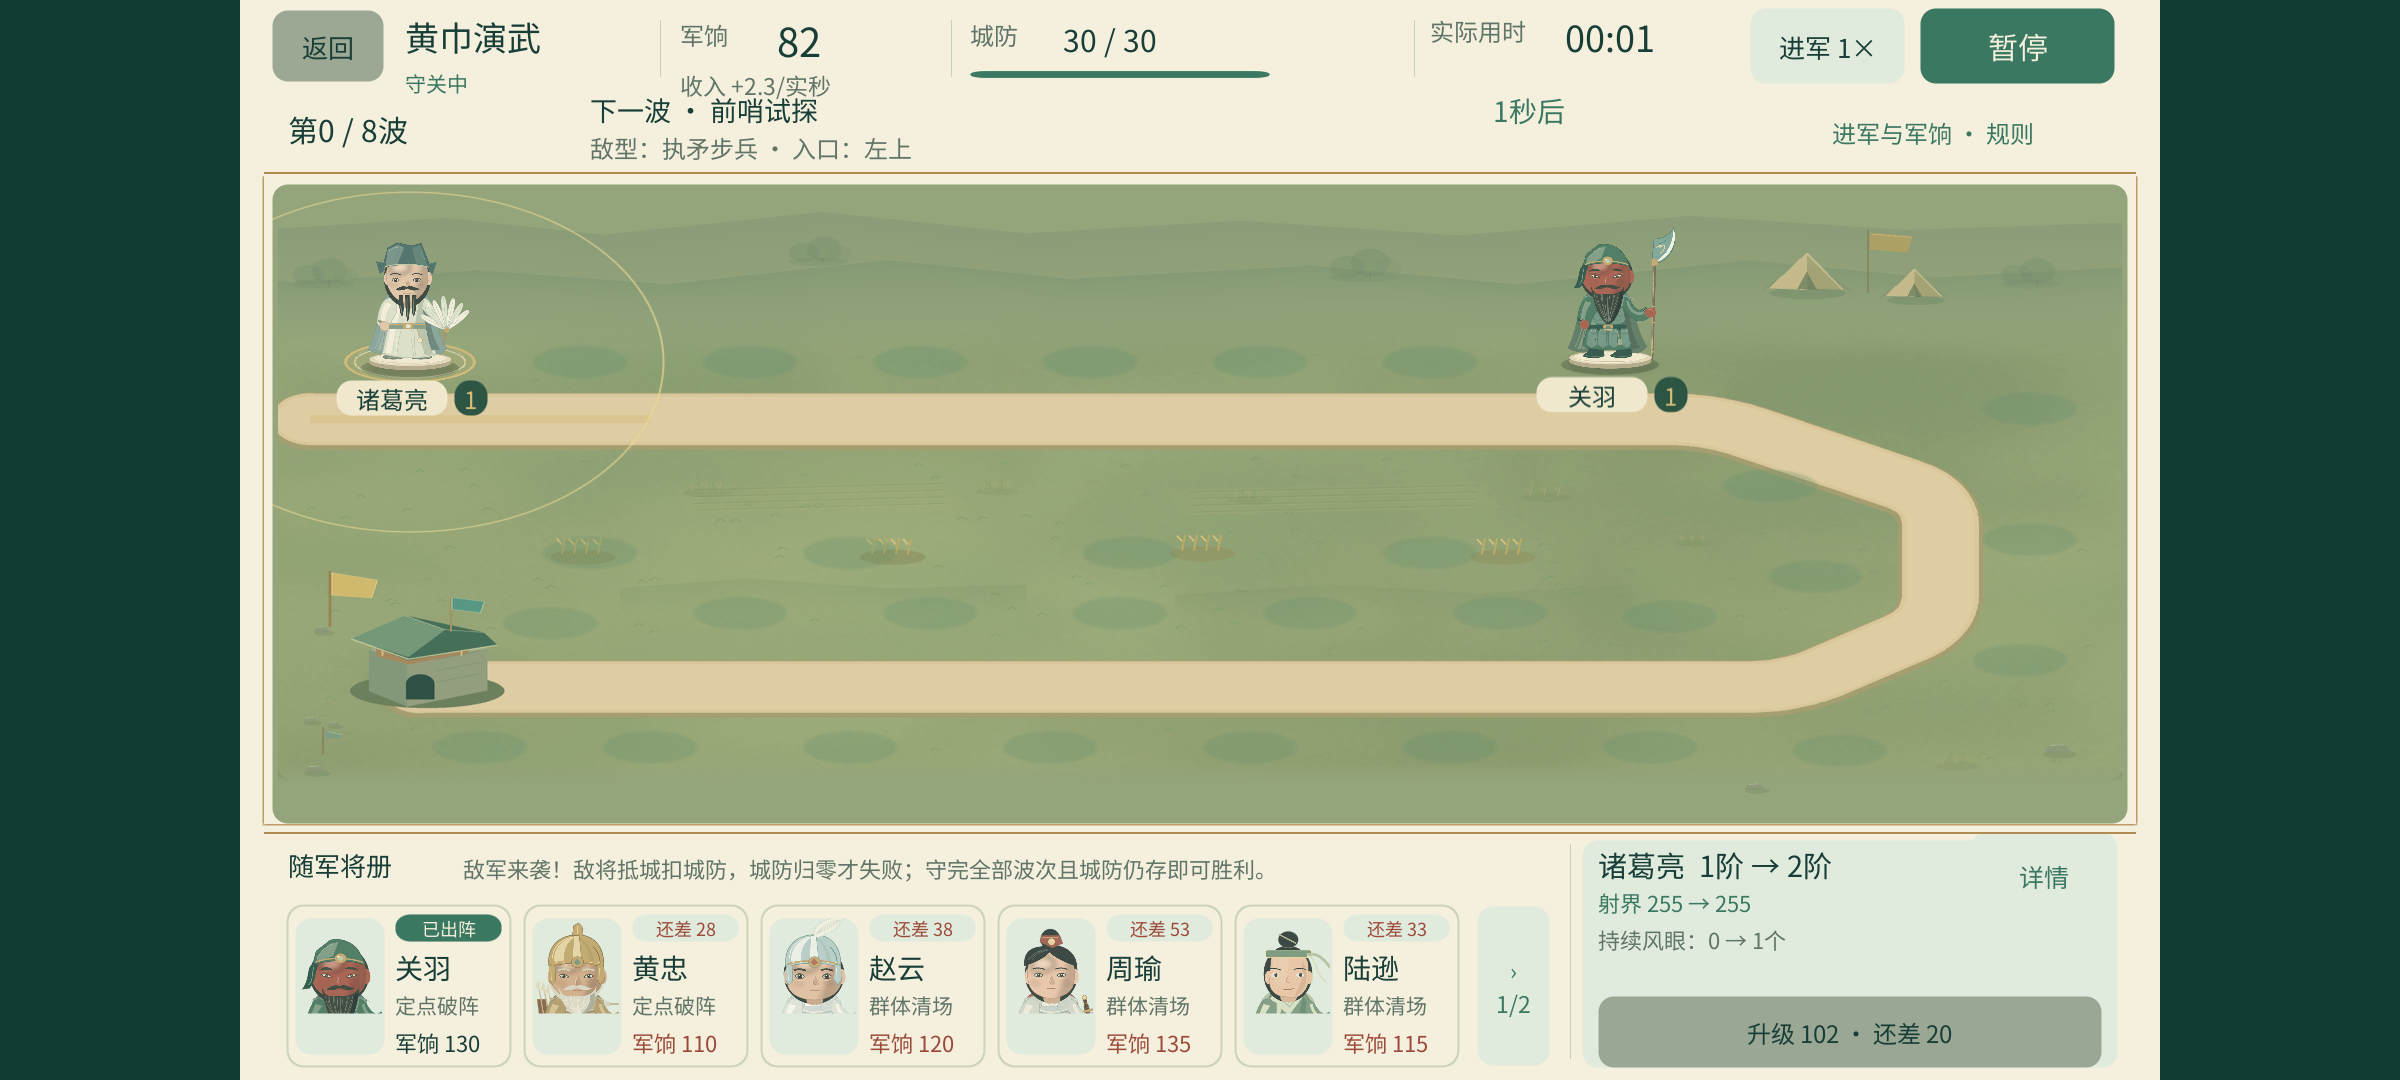 返回
黄巾演武
守关中
军饷 82
收入 +2.3/实秒
城防 30 / 30
实际用时 00:01
进军 1×
暂停
第0 / 8波
下一波 · 前哨试探
敌型：执矛步兵 · 入口：左上
1秒后
进军与军饷 · 规则
诸葛亮 1
关羽 1
随军将册
敌军来袭！敌将抵城扣城防，城防归零才失败；守完全部波次且城防仍存即可胜利。
已出阵
关羽
定点破阵
军饷 130
还差 28
黄忠
定点破阵
军饷 110
还差 38
赵云
群体清场
军饷 120
还差 53
周瑜
群体清场
军饷 135
还差 33
陆逊
群体清场
军饷 115
›
1/2
诸葛亮 1阶 → 2阶
详情
射界 255 → 255
持续风眼：0 → 1个
升级 102 · 还差 20